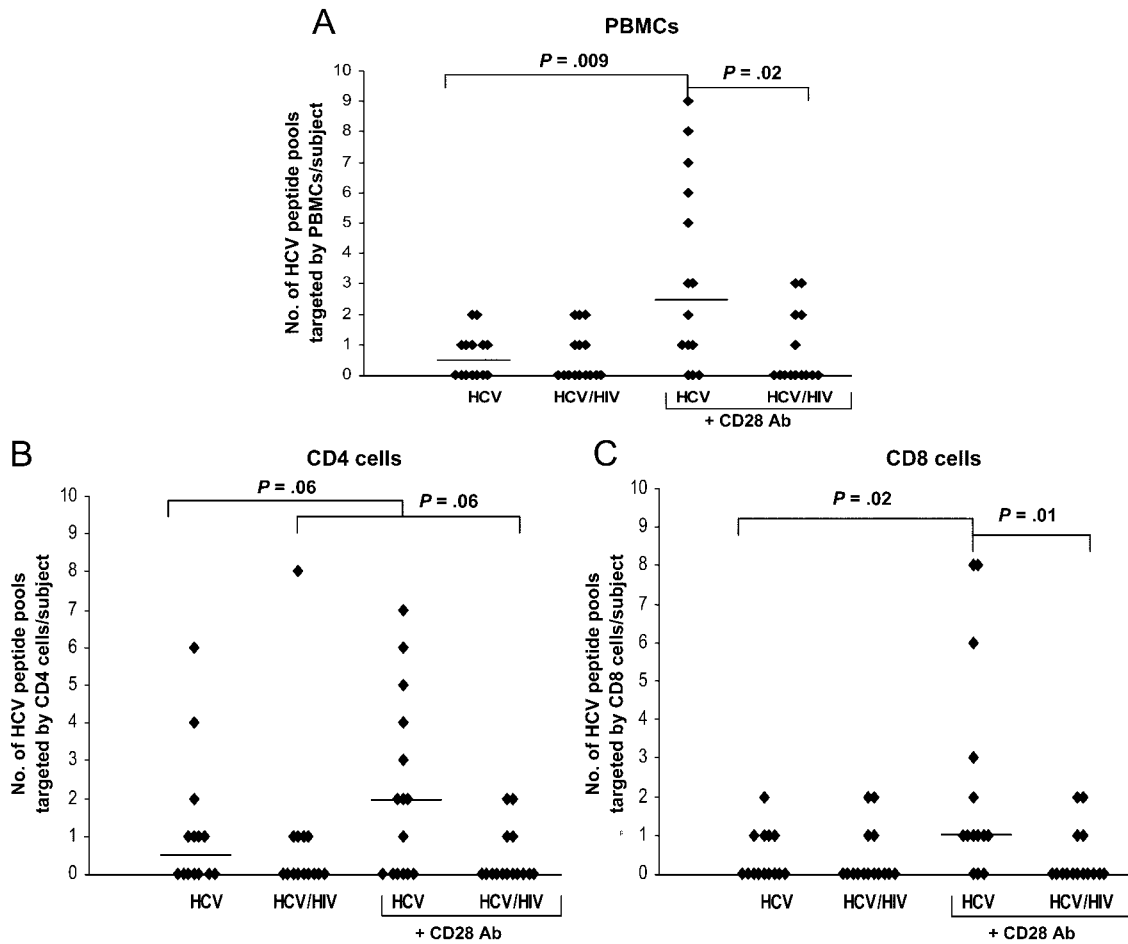 A
PBMCs
P = .009
P = .02
No. of HCV peptide pools
targeted by PBMCs/subject
10
9
8
7
6
5
4
3
2
1
0
HCV
HCV/HIV
HCV
HCV/HIV
+ CD28 Ab
B
CD4 cells
P = .06
P = .06
No. of HCV peptide pools
targeted by CD4 cells/subject
10
9
8
7
6
5
4
3
2
1
0
HCV
HCV/HIV
HCV
HCV/HIV
+ CD28 Ab
C
CD8 cells
P = .02
P = .01
No. of HCV peptide pools
targeted by CD8 cells/subject
10
9
8
7
6
5
4
3
2
1
0
HCV
HCV/HIV
HCV
HCV/HIV
+ CD28 Ab